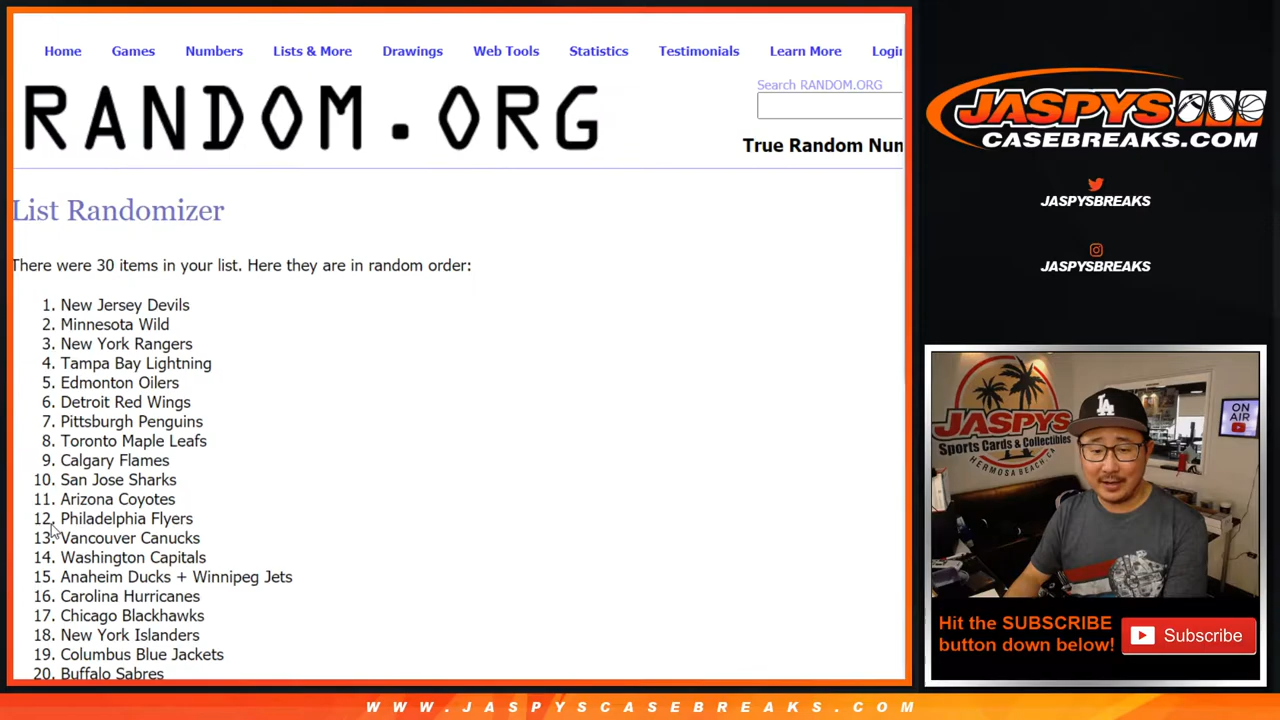 Home Games Numbers Lists & More Drawings Web Tools Statistics Testimonials Learn More Login
RANDOM.ORG
Search RANDOM.ORG
True Random Num
List Randomizer
There were 30 items in your list. Here they are in random order:
1. New Jersey Devils
2. Minnesota Wild
3. New York Rangers
4. Tampa Bay Lightning
5. Edmonton Oilers
6. Detroit Red Wings
7. Pittsburgh Penguins
8. Toronto Maple Leafs
9. Calgary Flames
10. San Jose Sharks
11. Arizona Coyotes
12. Philadelphia Flyers
13. Vancouver Canucks
14. Washington Capitals
15. Anaheim Ducks + Winnipeg Jets
16. Carolina Hurricanes
17. Chicago Blackhawks
18. New York Islanders
19. Columbus Blue Jackets
20. Buffalo Sabres
JASPYS
CASEBREAKS.COM
JASPYSBREAKS
JASPYSBREAKS
JASPYS
Sports Cards & Collectibles
HERMOSA BEACH, CA.
LA
ON AIR
Hit the SUBSCRIBE
button down below!
Subscribe
WWW.JASPYSCASEBREAKS.COM